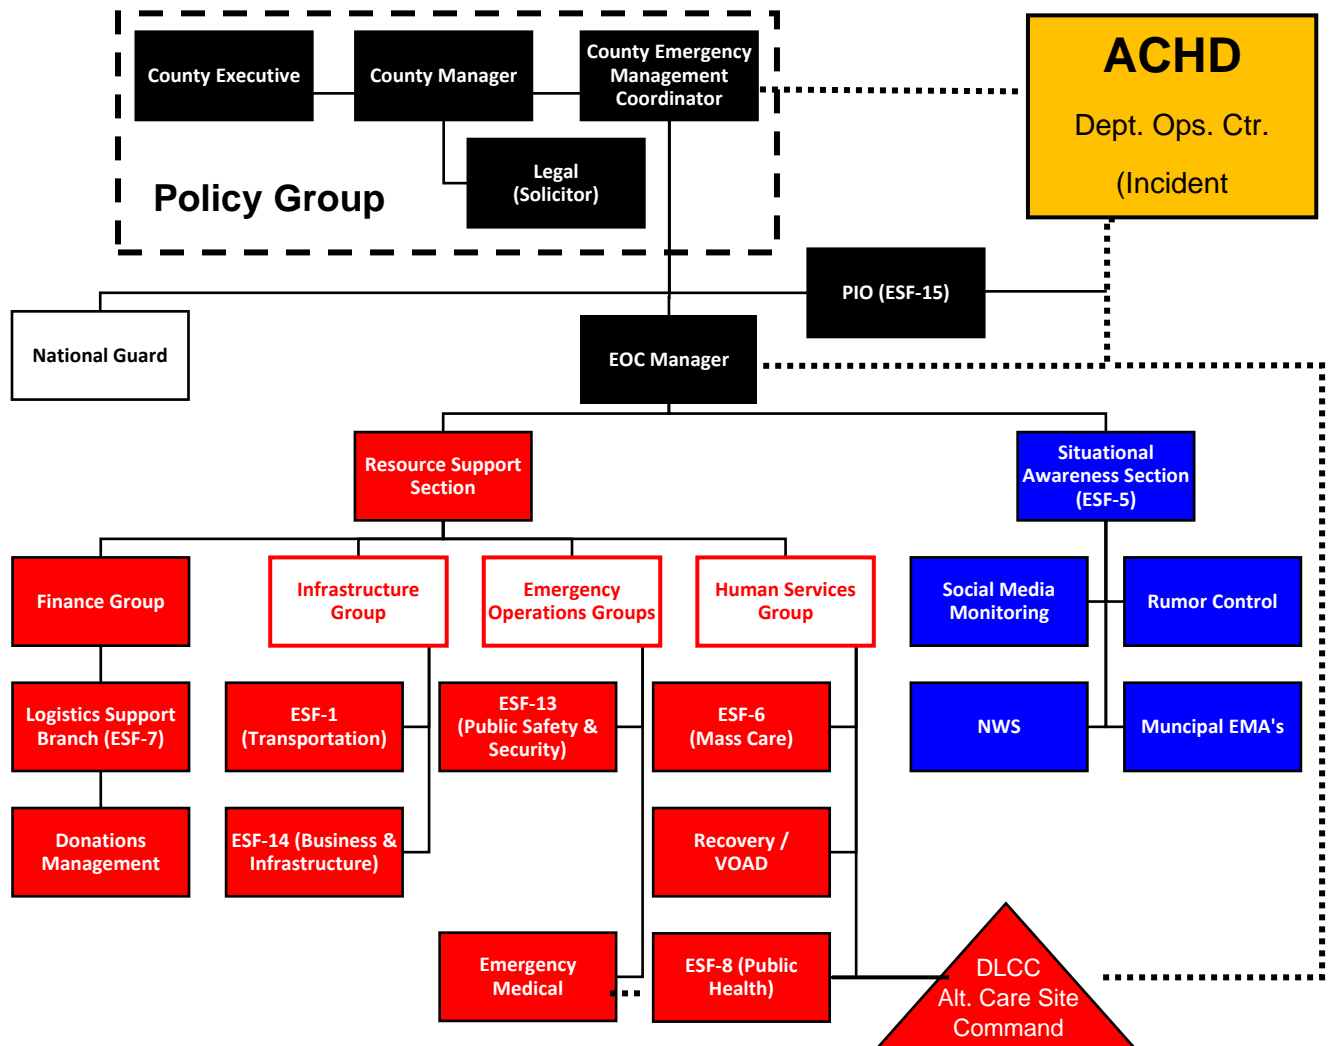 County Executive
County Manager
County Emergency
Management
Coordinator
Legal
(Solicitor)
Policy Group
ACHD
Dept. Ops. Ctr.
(Incident
PIO (ESF-15)
National Guard
EOC Manager
Resource Support
Section
Situational
Awareness Section
(ESF-5)
Finance Group
Infrastructure
Group
Emergency
Operations Groups
Human Services
Group
Social Media
Monitoring
Rumor Control
Logistics Support
Branch (ESF-7)
ESF-1
(Transportation)
ESF-13
(Public Safety &
Security)
ESF-6
(Mass Care)
NWS
Muncipal EMA's
Donations
Management
ESF-14 (Business &
Infrastructure)
Recovery /
VOAD
Emergency
Medical
ESF-8 (Public
Health)
DLCC
Alt. Care Site
Command